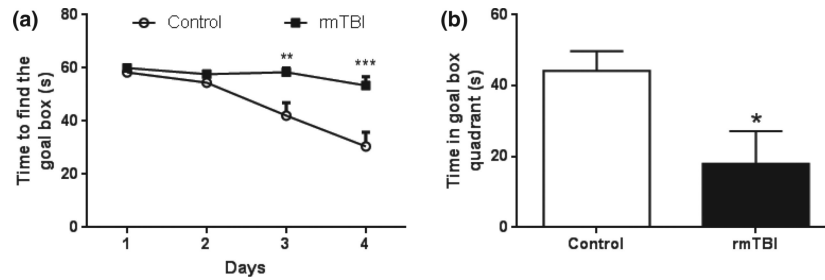 (a)
Control
rmTBI
Time to find the
goal box (s)
80
60
40
20
0
**
***
1 2 3 4
Days
(b)
Time in goal box
quadrant (s)
60
40
20
0
*
Control rmTBI